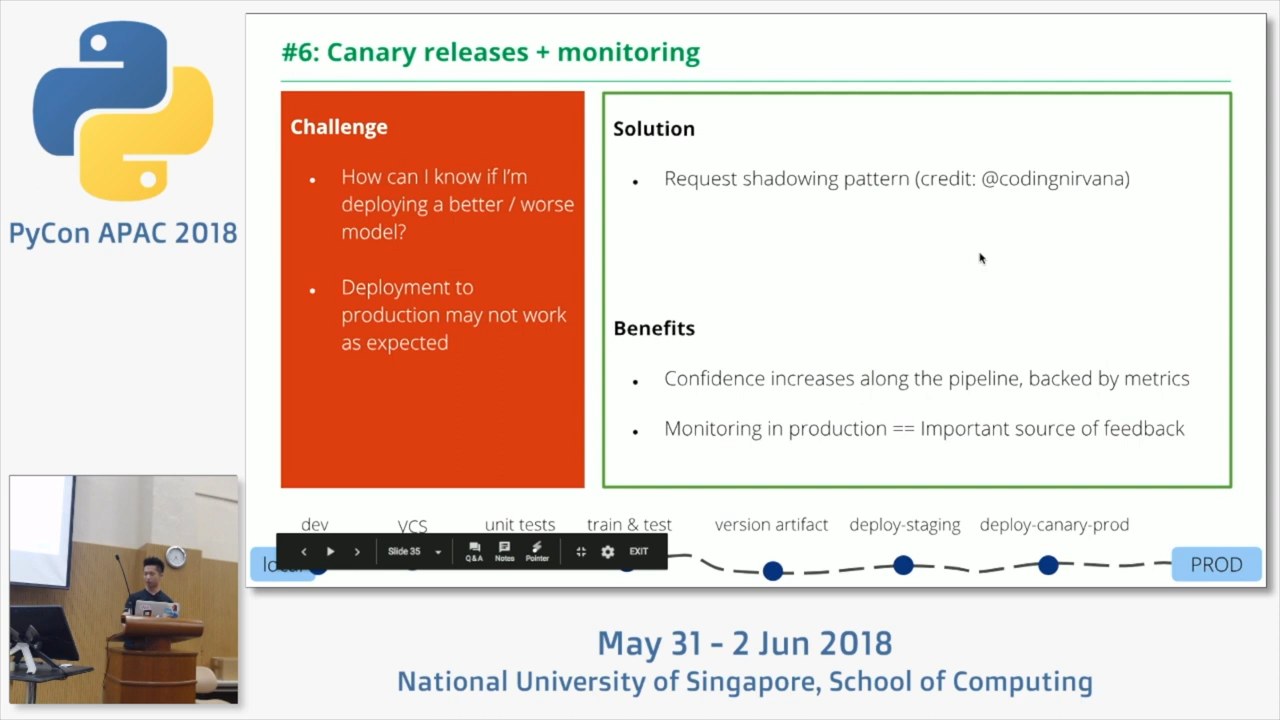 #6: Canary releases + monitoring
Challenge
How can I know if I'm
deploying a better / worse
model?
Deployment to
production may not work
as expected
Solution
Request shadowing pattern (credit: @codingnirvana)
Benefits
Confidence increases along the pipeline, backed by metrics
Monitoring in production == Important source of feedback
dev VCS unit tests train & test version artifact deploy-staging deploy-canary-prod
Slide 35 Q&A Notes Pointer EXIT
PROD
PyCon APAC 2018
May 31 - 2 Jun 2018
National University of Singapore, School of Computing